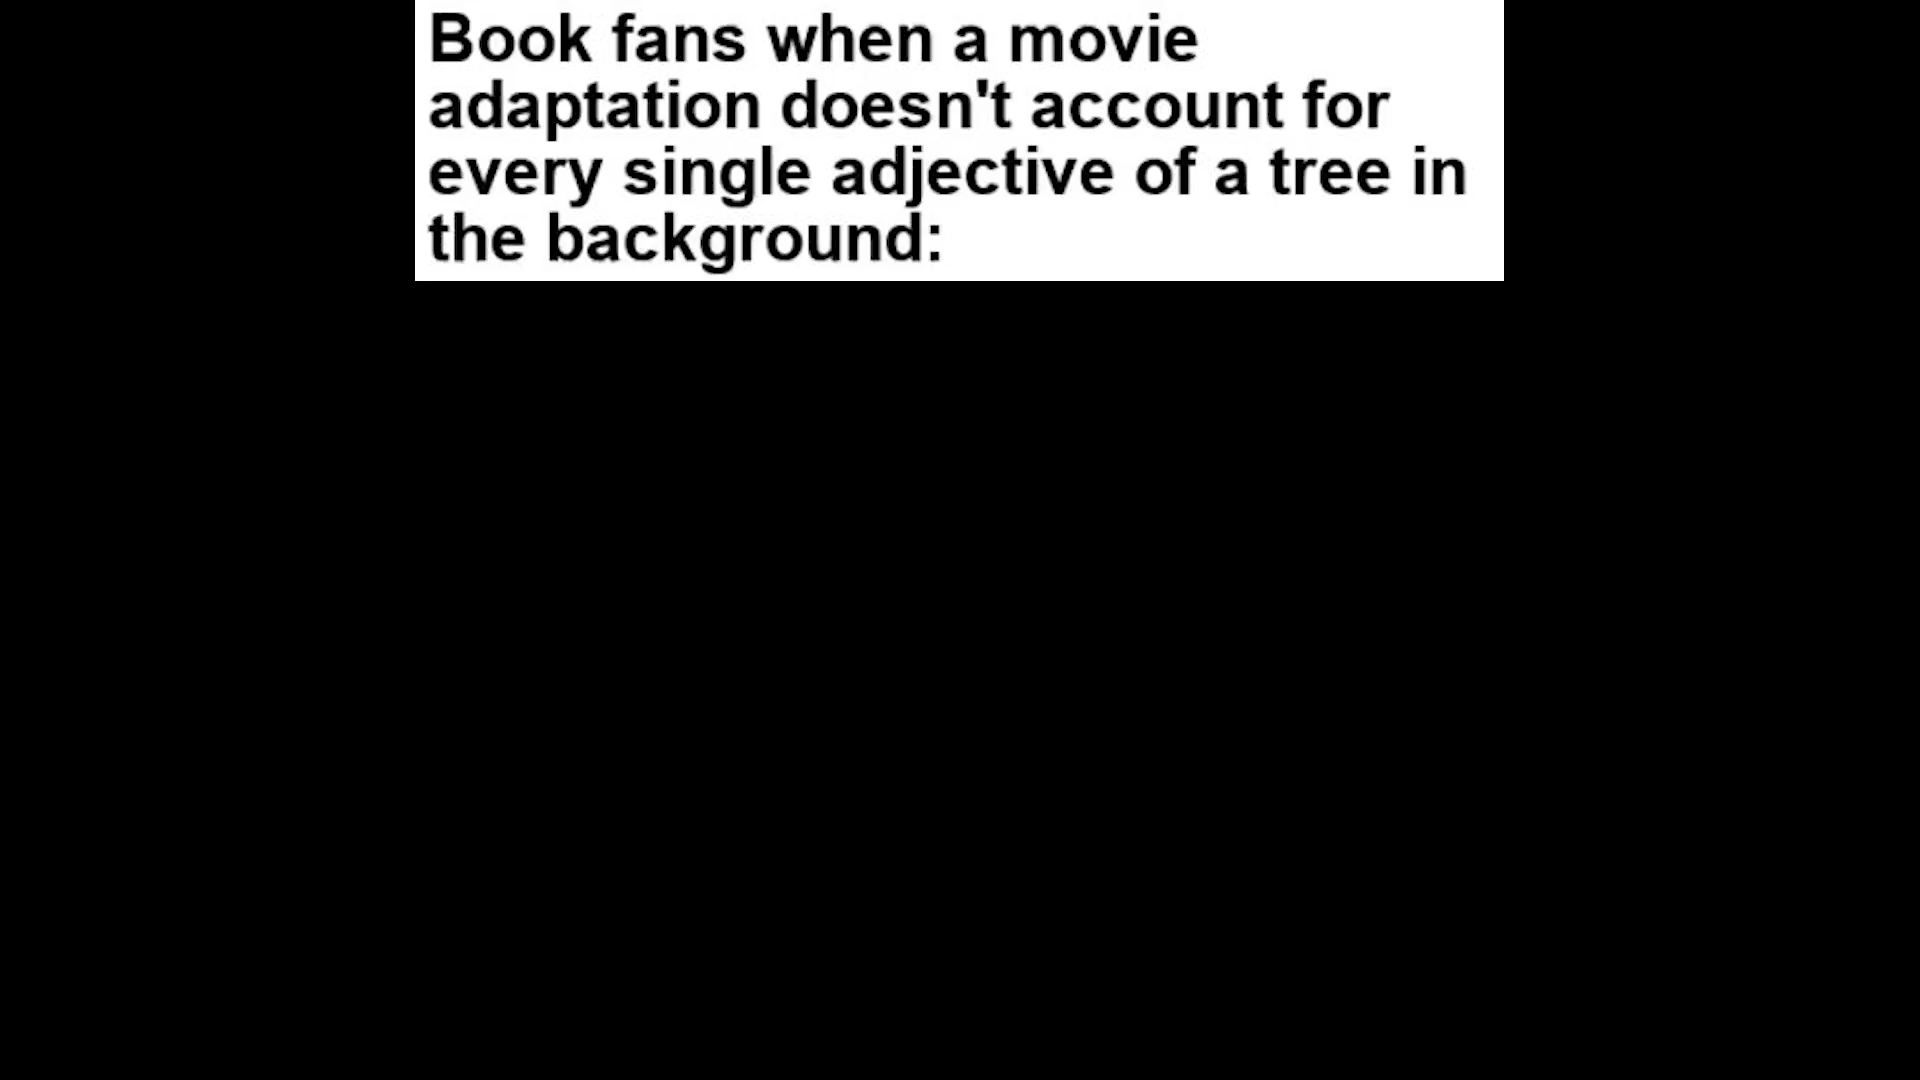 Book fans when a movie
adaptation doesn't account for
every single adjective of a tree in
the background: